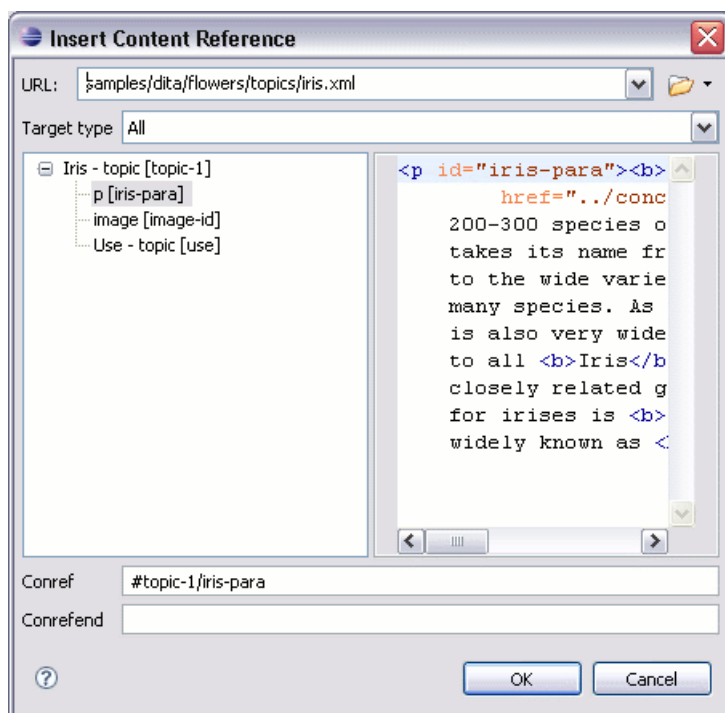 Insert Content Reference
URL: samples/dita/flowers/topics/iris.xml
Target type All
Iris - topic [topic-1]
p [iris-para]
image [image-id]
Use - topic [use]
<p id="iris-para"><b>
href="../conc
200-300 species o
takes its name fr
to the wide varie
many species. As
is also very wide
to all <b>Iris</b
closely related g
for irises is <b>
widely known as <
Conref #topic-1/iris-para
Conrefend
OK Cancel